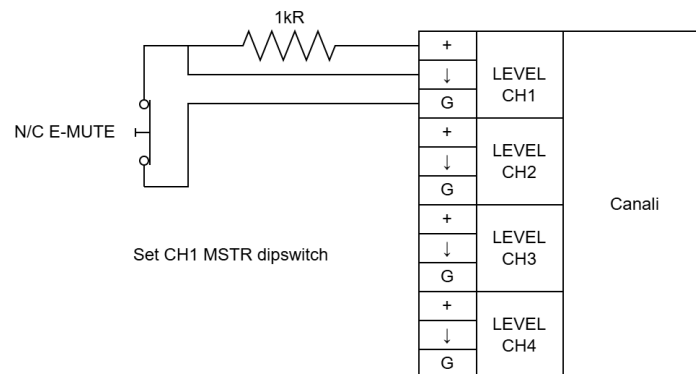 1kR
+
↓
G
LEVEL
CH1
N/C E-MUTE
+
↓
G
LEVEL
CH2
Canali
+
↓
G
LEVEL
CH3
Set CH1 MSTR dipswitch
+
↓
G
LEVEL
CH4